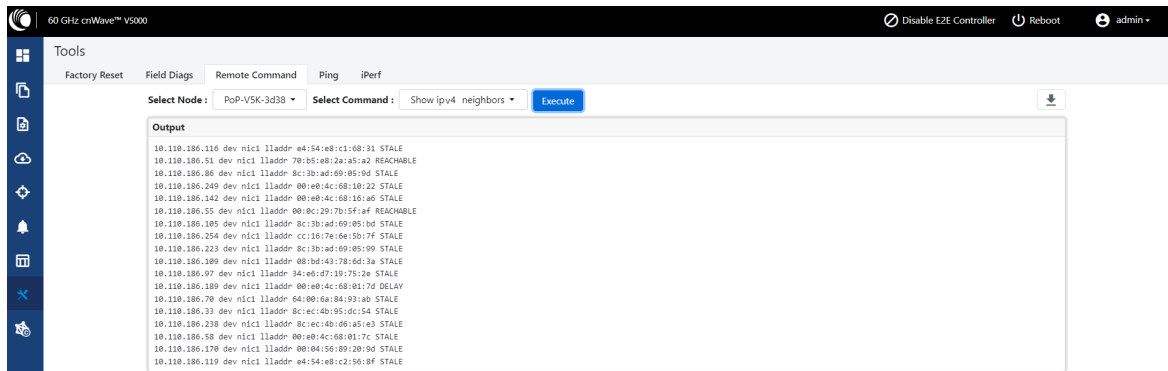 60 GHz cnWave™ V5000
Disable E2E Controller
Reboot
admin
Tools
Factory Reset
Field Diags
Remote Command
Ping
iPerf
Select Node :
PoP-V5K-3d38
Select Command :
Show ipv4 neighbors
Execute
Output
10.110.186.116 dev nic1 lladdr e4:54:e8:c1:68:31 STALE
10.110.186.51 dev nic1 lladdr 70:b5:e8:2a:a5:a2 REACHABLE
10.110.186.86 dev nic1 lladdr 8c:3b:ad:69:05:9d STALE
10.110.186.249 dev nic1 lladdr 00:e0:4c:68:10:22 STALE
10.110.186.142 dev nic1 lladdr 00:e0:4c:68:16:a6 STALE
10.110.186.55 dev nic1 lladdr 00:0c:29:7b:5f:af REACHABLE
10.110.186.105 dev nic1 lladdr 8c:3b:ad:69:05:bd STALE
10.110.186.254 dev nic1 lladdr cc:16:7e:6e:5b:7f STALE
10.110.186.223 dev nic1 lladdr 8c:3b:ad:69:05:99 STALE
10.110.186.109 dev nic1 lladdr 08:bd:43:78:6d:3a STALE
10.110.186.97 dev nic1 lladdr 34:e6:d7:19:75:2e STALE
10.110.186.189 dev nic1 lladdr 00:e0:4c:68:01:7d DELAY
10.110.186.70 dev nic1 lladdr 64:00:6a:84:93:ab STALE
10.110.186.33 dev nic1 lladdr 8c:ec:4b:95:dc:54 STALE
10.110.186.238 dev nic1 lladdr 8c:ec:4b:d6:a5:e3 STALE
10.110.186.58 dev nic1 lladdr 00:e0:4c:68:01:7c STALE
10.110.186.170 dev nic1 lladdr 00:04:56:89:20:9d STALE
10.110.186.119 dev nic1 lladdr e4:54:e8:c2:56:8f STALE